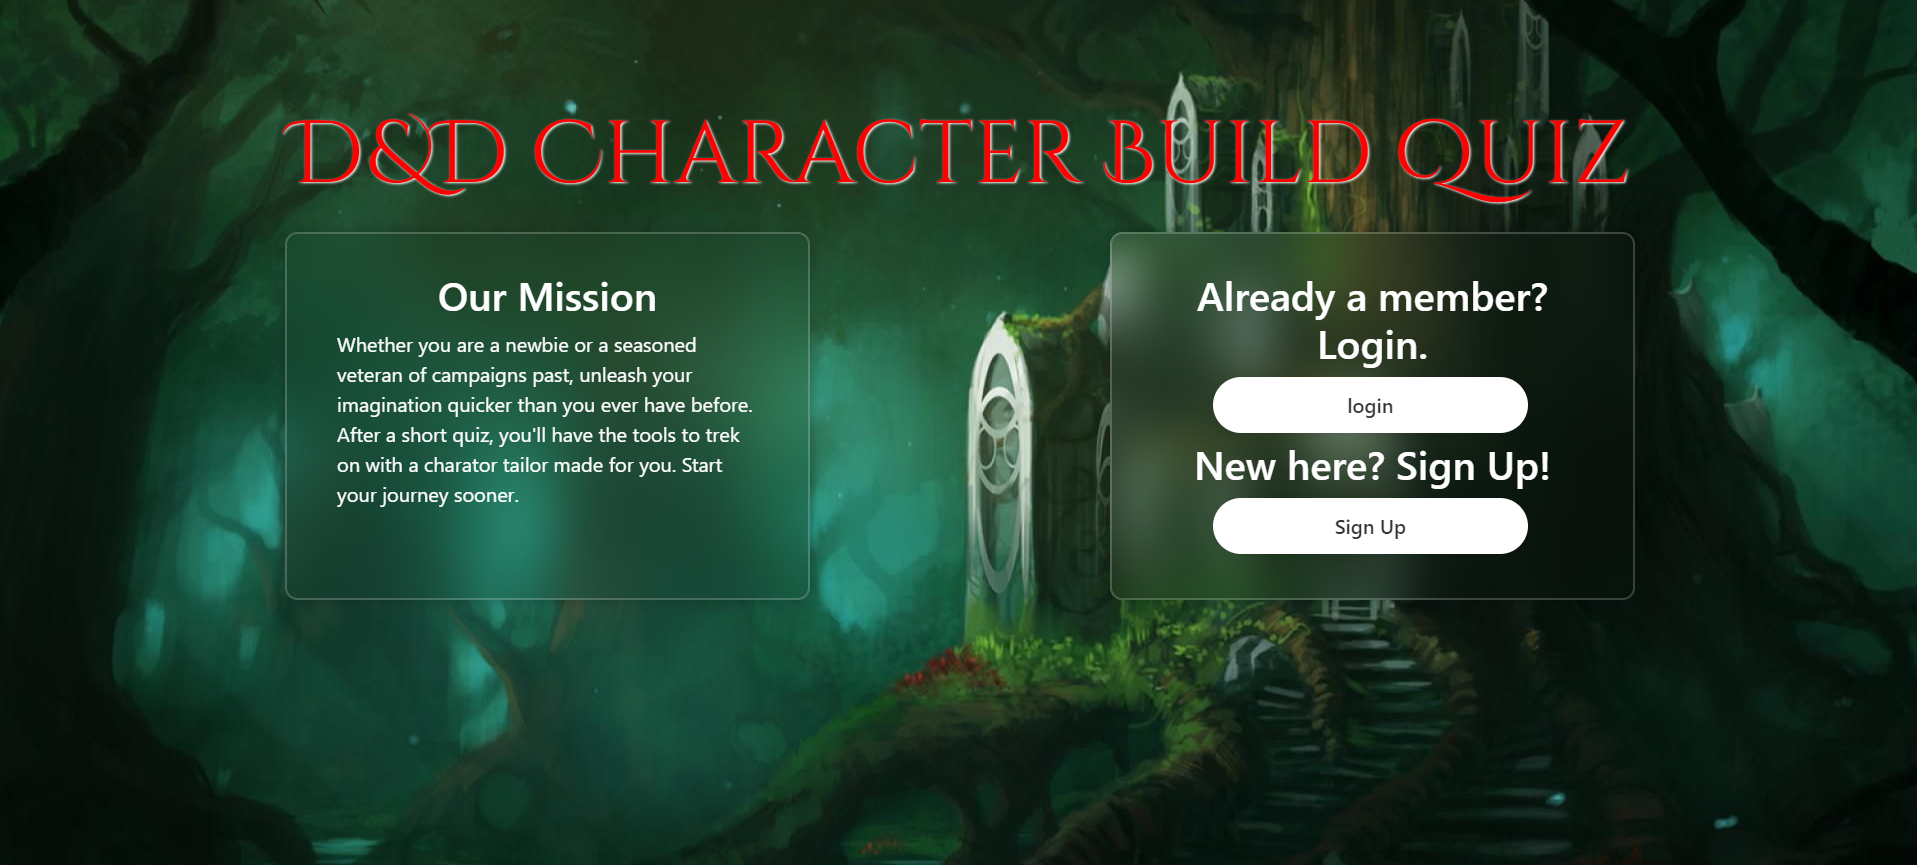 D&D Character Build Quiz
Our Mission
Whether you are a newbie or a seasoned
veteran of campaigns past, unleash your
imagination quicker than you ever have before.
After a short quiz, you'll have the tools to trek
on with a charator tailor made for you. Start
your journey sooner.
Already a member?
Login.
login
New here? Sign Up!
Sign Up